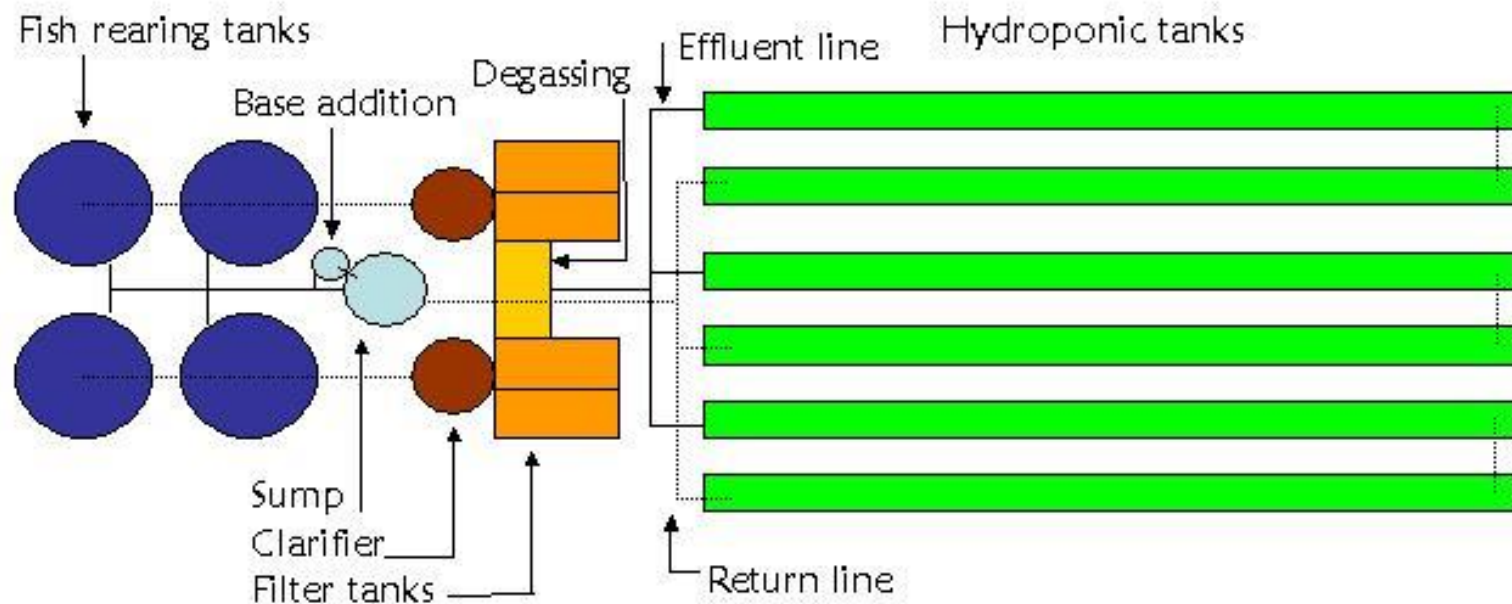 Fish rearing tanks
Effluent line
Hydroponic tanks
Degassing
Base addition
Sump
Clarifier
Filter tanks
Return line